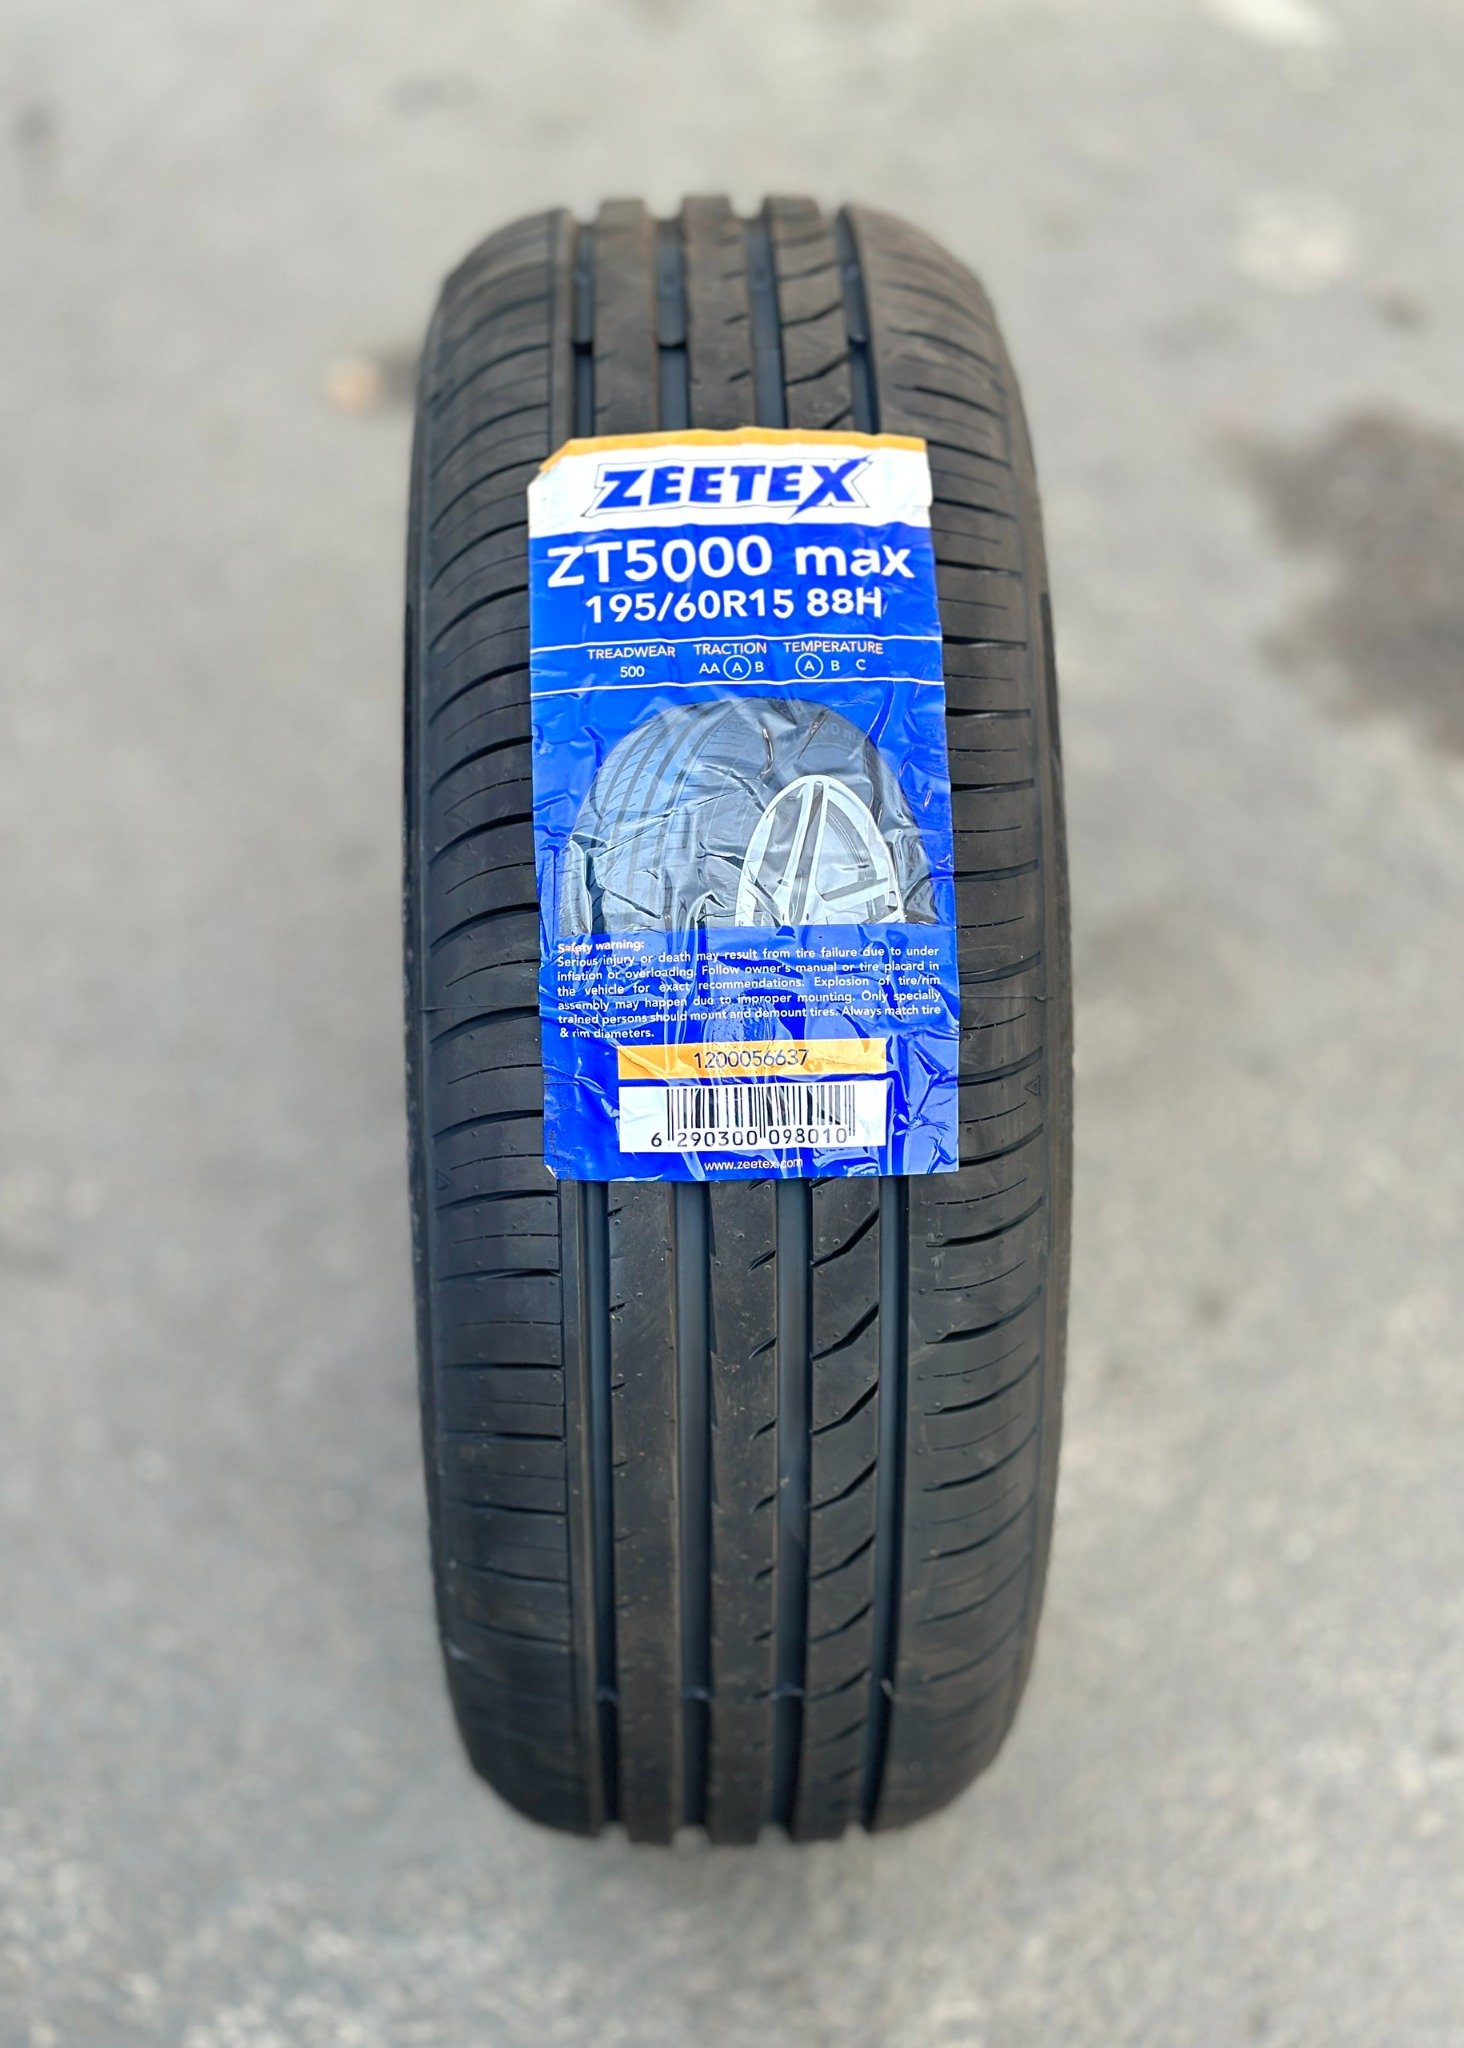 ZEETEX
ZT5000 max
195/60R15 88H
TREADWEAR TRACTION TEMPERATURE
500 AA A B A B C
Safety warning:
Serious injury or death may result from tire failure due to under
inflation or overloading. Follow owner's manual or tire placard in
the vehicle for exact recommendations. Explosion of tire/rim
assembly may happen due to improper mounting. Only specially
trained persons should mount and demount tires. Always match tire
& rim diameters.
1200056637
6 290300 098010
www.zeetex.com